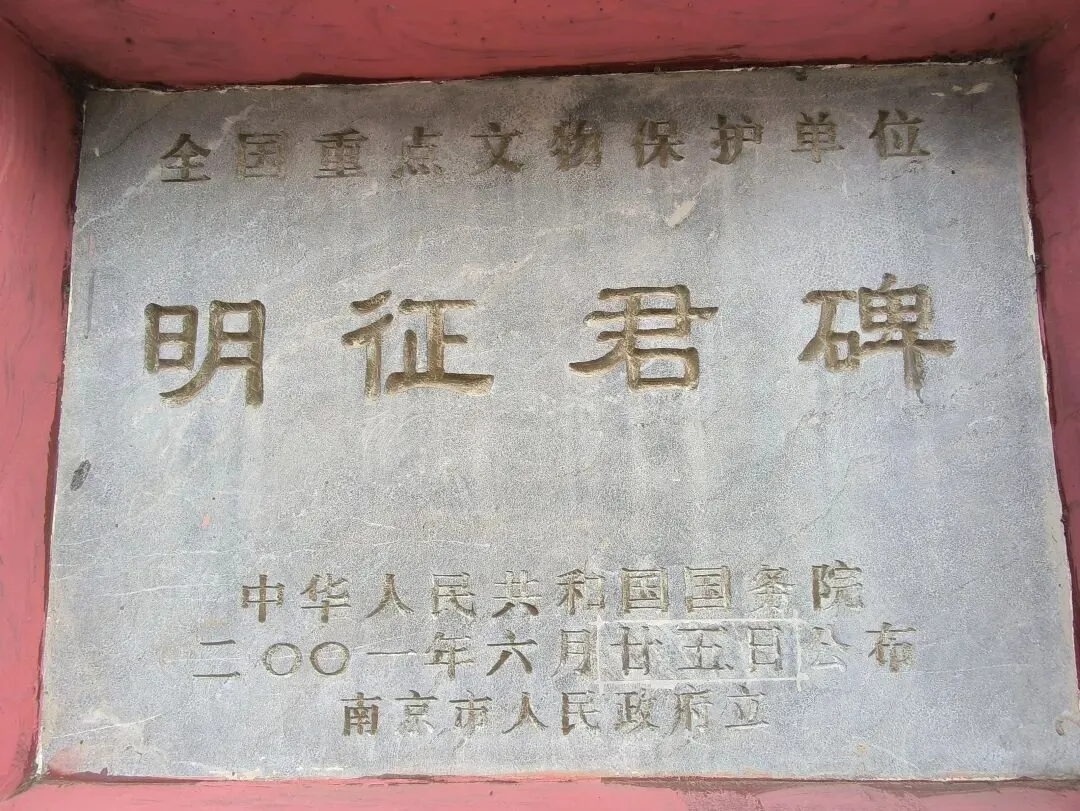 全国重点文物保护单位
明征君碑
中华人民共和国国务院
二〇〇一年六月廿五日公布
南京市人民政府立